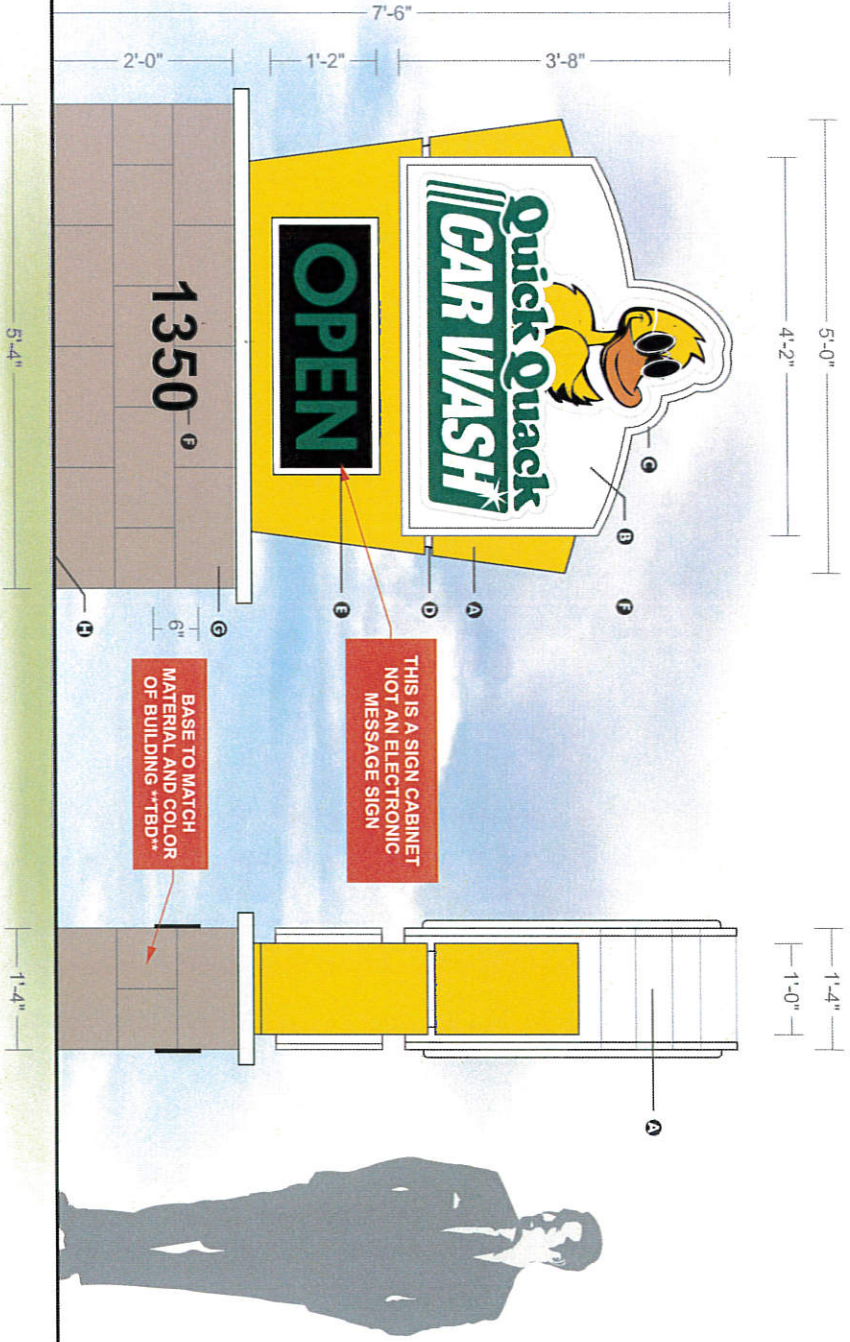 5'-0"
4'-2"
1'-4"
1'-0"
7'-6"
3'-8"
1'-2"
2'-0"
Quick Quack
CAR WASH
OPEN
1350
C
B
F
A
D
E
F
G
6"
H
A
THIS IS A SIGN CABINET
NOT AN ELECTRONIC
MESSAGE SIGN
BASE TO MATCH
MATERIAL AND COLOR
OF BUILDING **TBD**
5'-4"
1'-4"